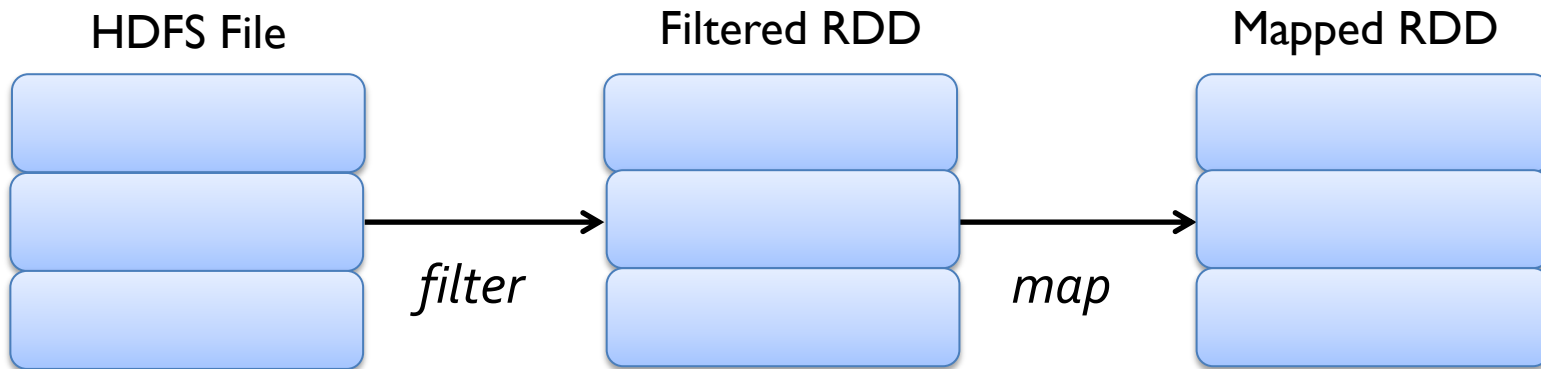 HDFS File
Filtered RDD
Mapped RDD
filter
map